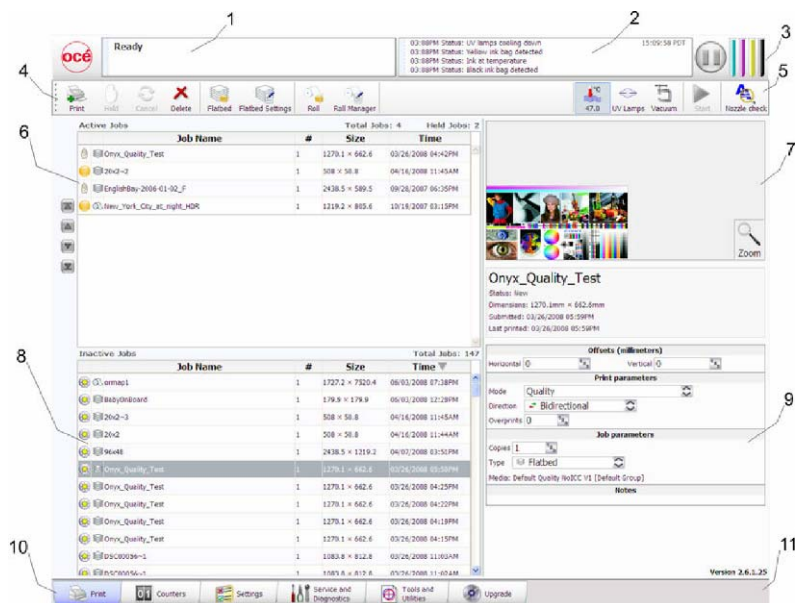 1
2
3
océ
Ready
03:08PM Status: UV lamps cooling down
15:09:58 PDT
03:08PM Status: Yellow ink bag detected
03:08PM Status: Ink at temperature
03:08PM Status: Black ink bag detected
4
5
Print
Hold
Cancel
Delete
Flatbed
Flatbed Settings
Roll
Roll Manager
°C
47.0
UV Lamps
Vacuum
Start
Nozzle check
6
7
Active Jobs Total Jobs: 4 Held Jobs: 2
Job Name # Size Time
Onyx_Quality_Test 1 1270.1 × 662.6 03/26/2008 04:42PM
20x2~2 1 508 × 50.8 04/16/2008 11:45AM
EnglishBay-2006-01-02_F 1 2438.5 × 589.5 09/28/2007 06:35PM
New_York_City_at_night_HDR 1 1219.2 × 805.6 10/19/2007 03:15PM
Zoom
Onyx_Quality_Test
Status: New
Dimensions: 1270.1mm × 662.6mm
Submitted: 03/26/2008 05:59PM
Last printed: 03/26/2008 05:59PM
8
9
Inactive Jobs Total Jobs: 147
Job Name # Size Time
ormap1 1 1727.2 × 7520.4 06/03/2008 07:38PM
BabyOnBoard 1 179.9 × 179.9 06/03/2008 12:28PM
20x2~3 1 508 × 50.8 04/16/2008 11:45AM
20x2 1 508 × 50.8 04/16/2008 11:44AM
96x48 1 2438.5 × 1219.2 04/07/2008 03:51PM
Onyx_Quality_Test 1 1270.1 × 662.6 03/26/2008
Onyx_Quality_Test 1 1270.1 × 662.6 03/26/2008 04:25PM
Onyx_Quality_Test 1 1270.1 × 662.6 03/26/2008 04:22PM
Onyx_Quality_Test 1 1270.1 × 662.6 03/26/2008 04:19PM
Onyx_Quality_Test 1 1270.1 × 662.6 03/26/2008 04:15PM
DSC00056~1 1 1083.8 × 812.8 03/26/2008 11:03AM
1 1083.8 × 812.8 03/26/2008 11:02AM
Offsets (millimeters)
Horizontal 0 Vertical 0
Print parameters
Mode Quality
Direction Bidirectional
Overprints 0
Job parameters
Copies 1
Type Flatbed
Media: Default Quality NoICC V1 [Default Group]
Notes
Version 2.6.1.25
10
11
Print
Counters
Settings
Service and Diagnostics
Tools and Utilities
Upgrade